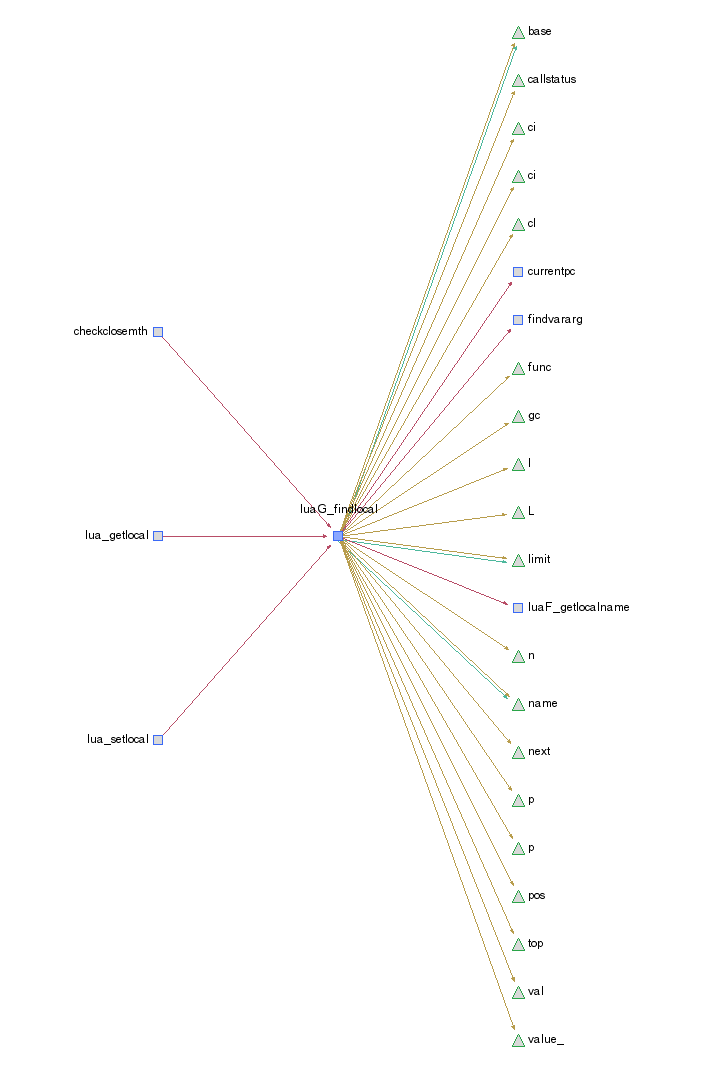 base
callstatus
ci
ci
cl
currentpc
findvararg
checkclosemth
func
gc
l
luaG_findlocal
L
lua_getlocal
limit
luaF_getlocalname
n
name
lua_setlocal
next
p
p
pos
top
val
value_